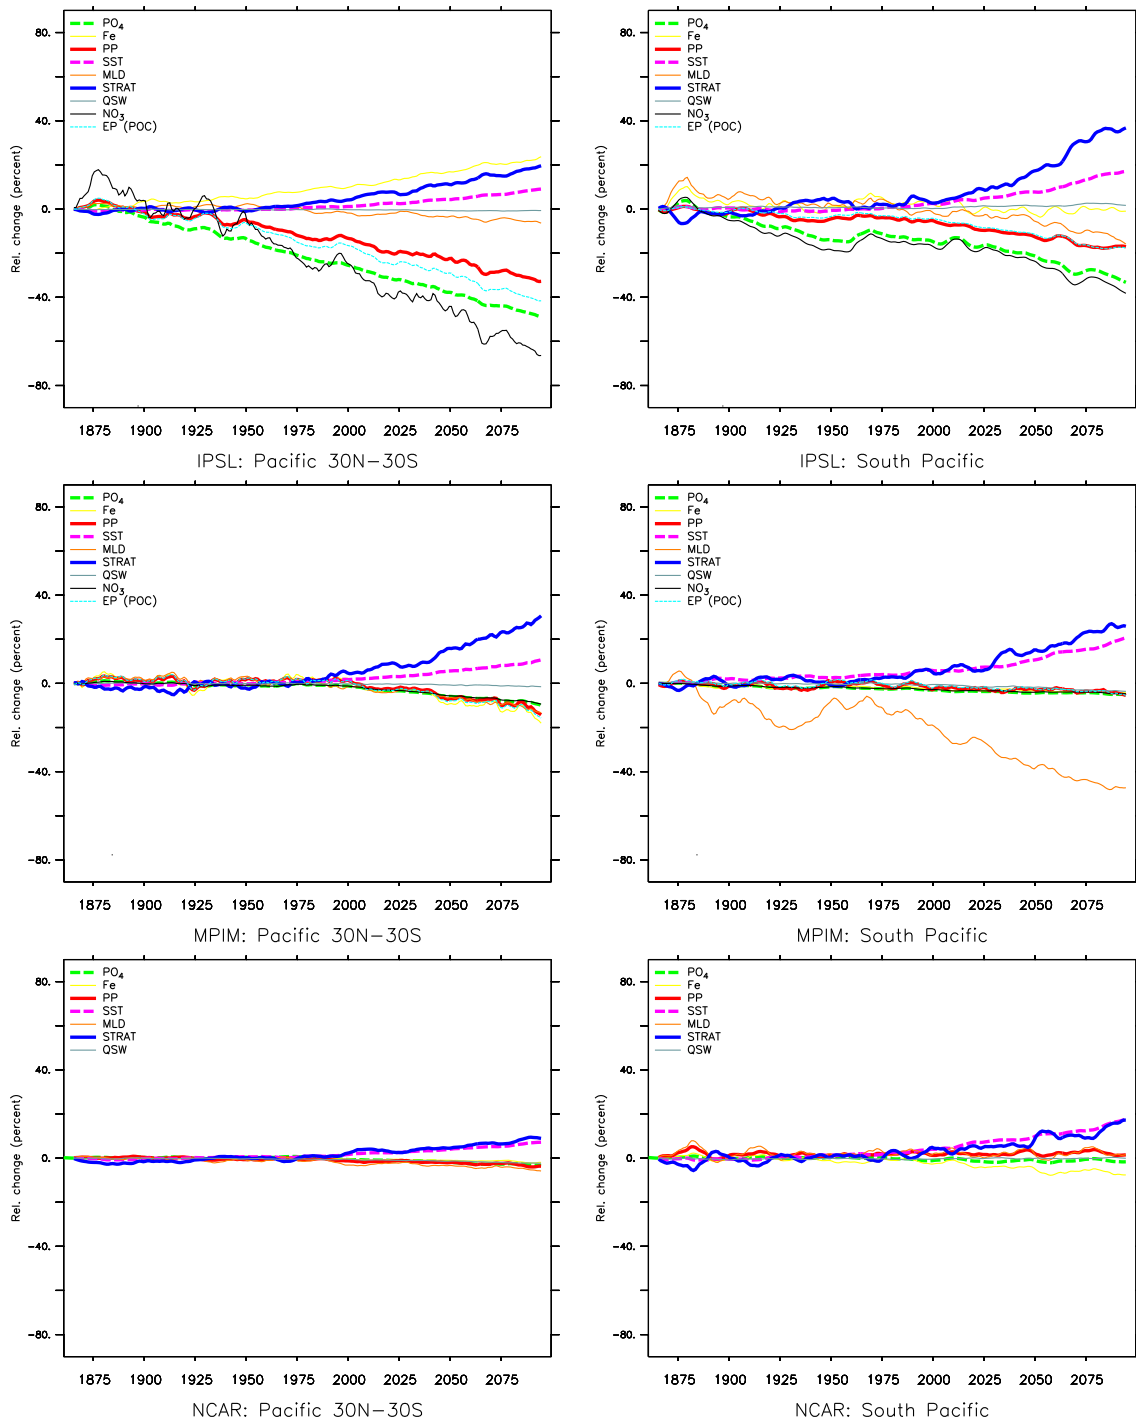 80.
40.
0.
-40.
-80.
Rel. change (percent)
PO4
Fe
PP
SST
MLD
STRAT
QSW
NO3
EP (POC)
1875 1900 1925 1950 1975 2000 2025 2050 2075
IPSL: Pacific 30N-30S
80.
40.
0.
-40.
-80.
Rel. change (percent)
PO4
Fe
PP
SST
MLD
STRAT
QSW
NO3
EP (POC)
1875 1900 1925 1950 1975 2000 2025 2050 2075
IPSL: South Pacific
80.
40.
0.
-40.
-80.
Rel. change (percent)
PO4
Fe
PP
SST
MLD
STRAT
QSW
NO3
EP (POC)
1875 1900 1925 1950 1975 2000 2025 2050 2075
MPIM: Pacific 30N-30S
80.
40.
0.
-40.
-80.
Rel. change (percent)
PO4
Fe
PP
SST
MLD
STRAT
QSW
NO3
EP (POC)
1875 1900 1925 1950 1975 2000 2025 2050 2075
MPIM: South Pacific
80.
40.
0.
-40.
-80.
Rel. change (percent)
PO4
Fe
PP
SST
MLD
STRAT
QSW
1875 1900 1925 1950 1975 2000 2025 2050 2075
NCAR: Pacific 30N-30S
80.
40.
0.
-40.
-80.
Rel. change (percent)
PO4
Fe
PP
SST
MLD
STRAT
QSW
1875 1900 1925 1950 1975 2000 2025 2050 2075
NCAR: South Pacific